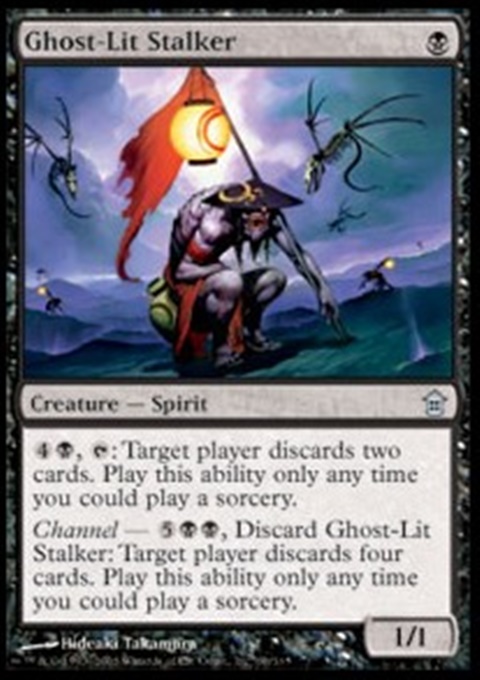 Ghost-Lit Stalker
Creature — Spirit
4, : Target player discards two
cards. Play this ability only any time
you could play a sorcery.
Channel — 5, Discard Ghost-Lit
Stalker: Target player discards four
cards. Play this ability only any time
you could play a sorcery.
Hideaki Takamura
1/1